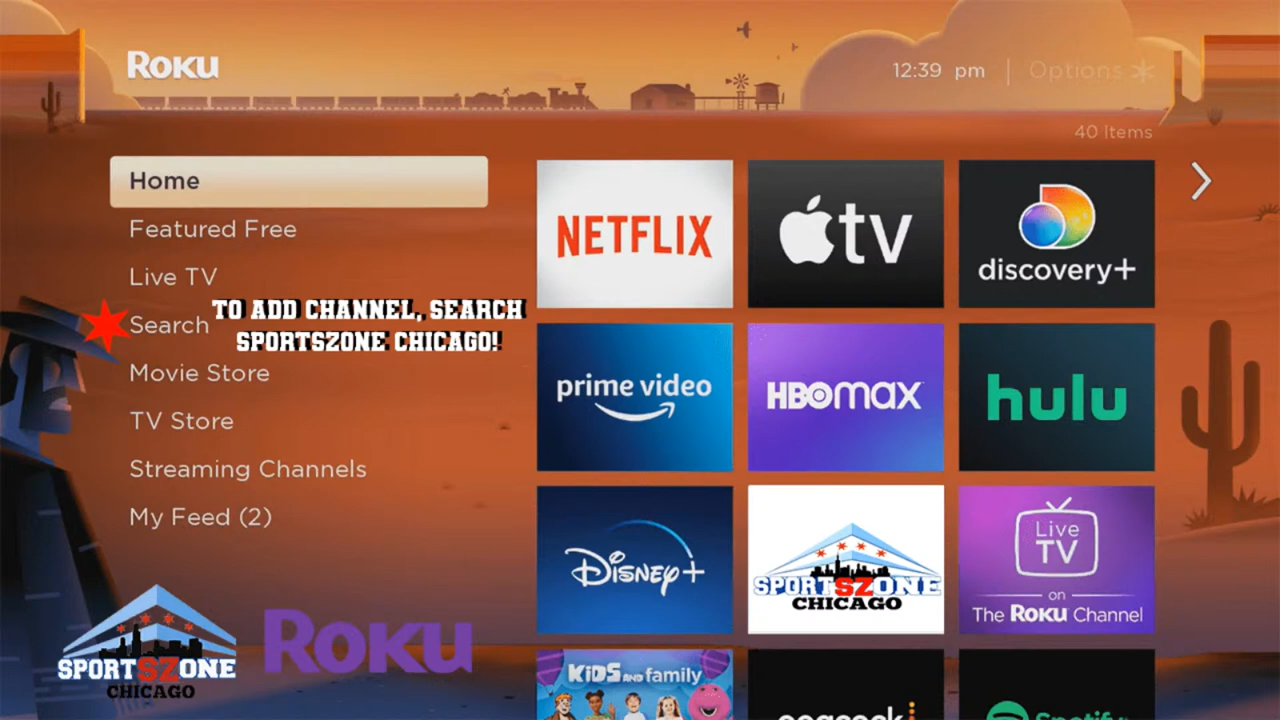 Roku
12:39 pm | Options
40 Items
Home
Featured Free
Live TV
Search
TO ADD CHANNEL, SEARCH
SPORTSZONE CHICAGO!
Movie Store
TV Store
Streaming Channels
My Feed (2)
NETFLIX
tv
discovery+
prime video
HBOMAX
hulu
Disney+
SPORTSZONE
CHICAGO
Live
TV
on
The Roku Channel
KiDS AND family
peacock
Spotify
SPORTSZONE
CHICAGO
Roku